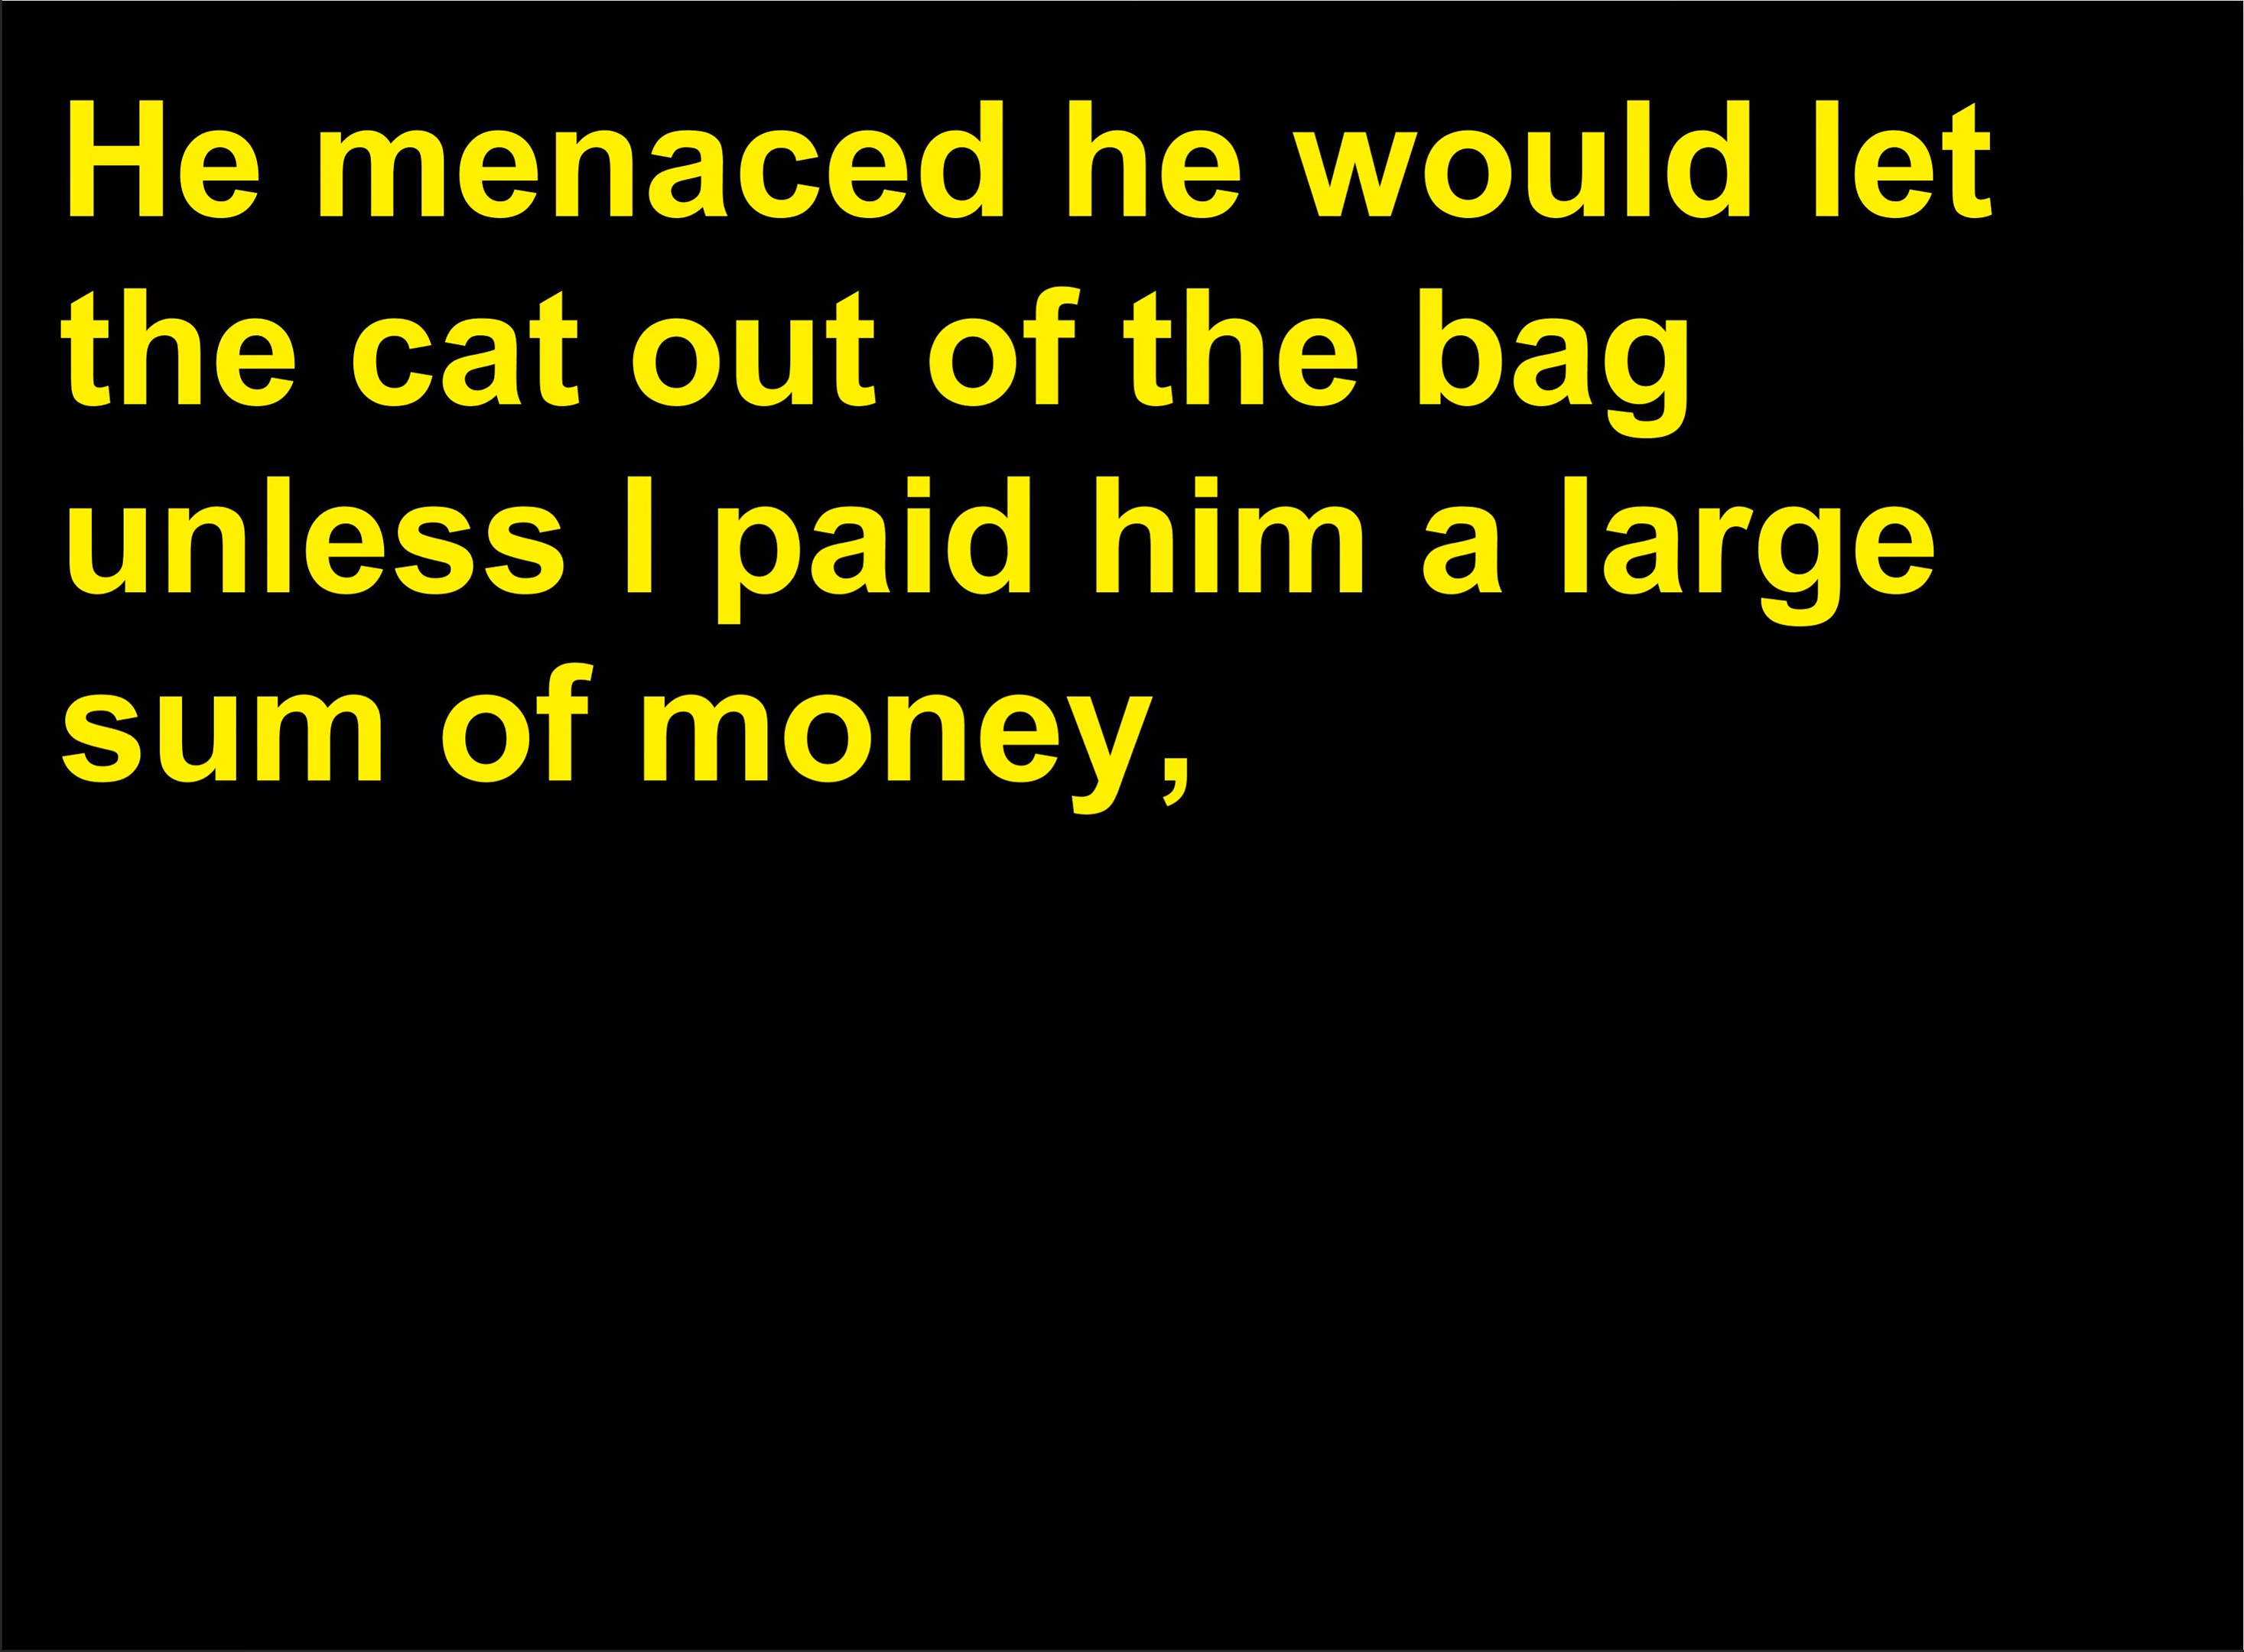 He menaced he would let
the cat out of the bag
unless I paid him a large
sum of money,